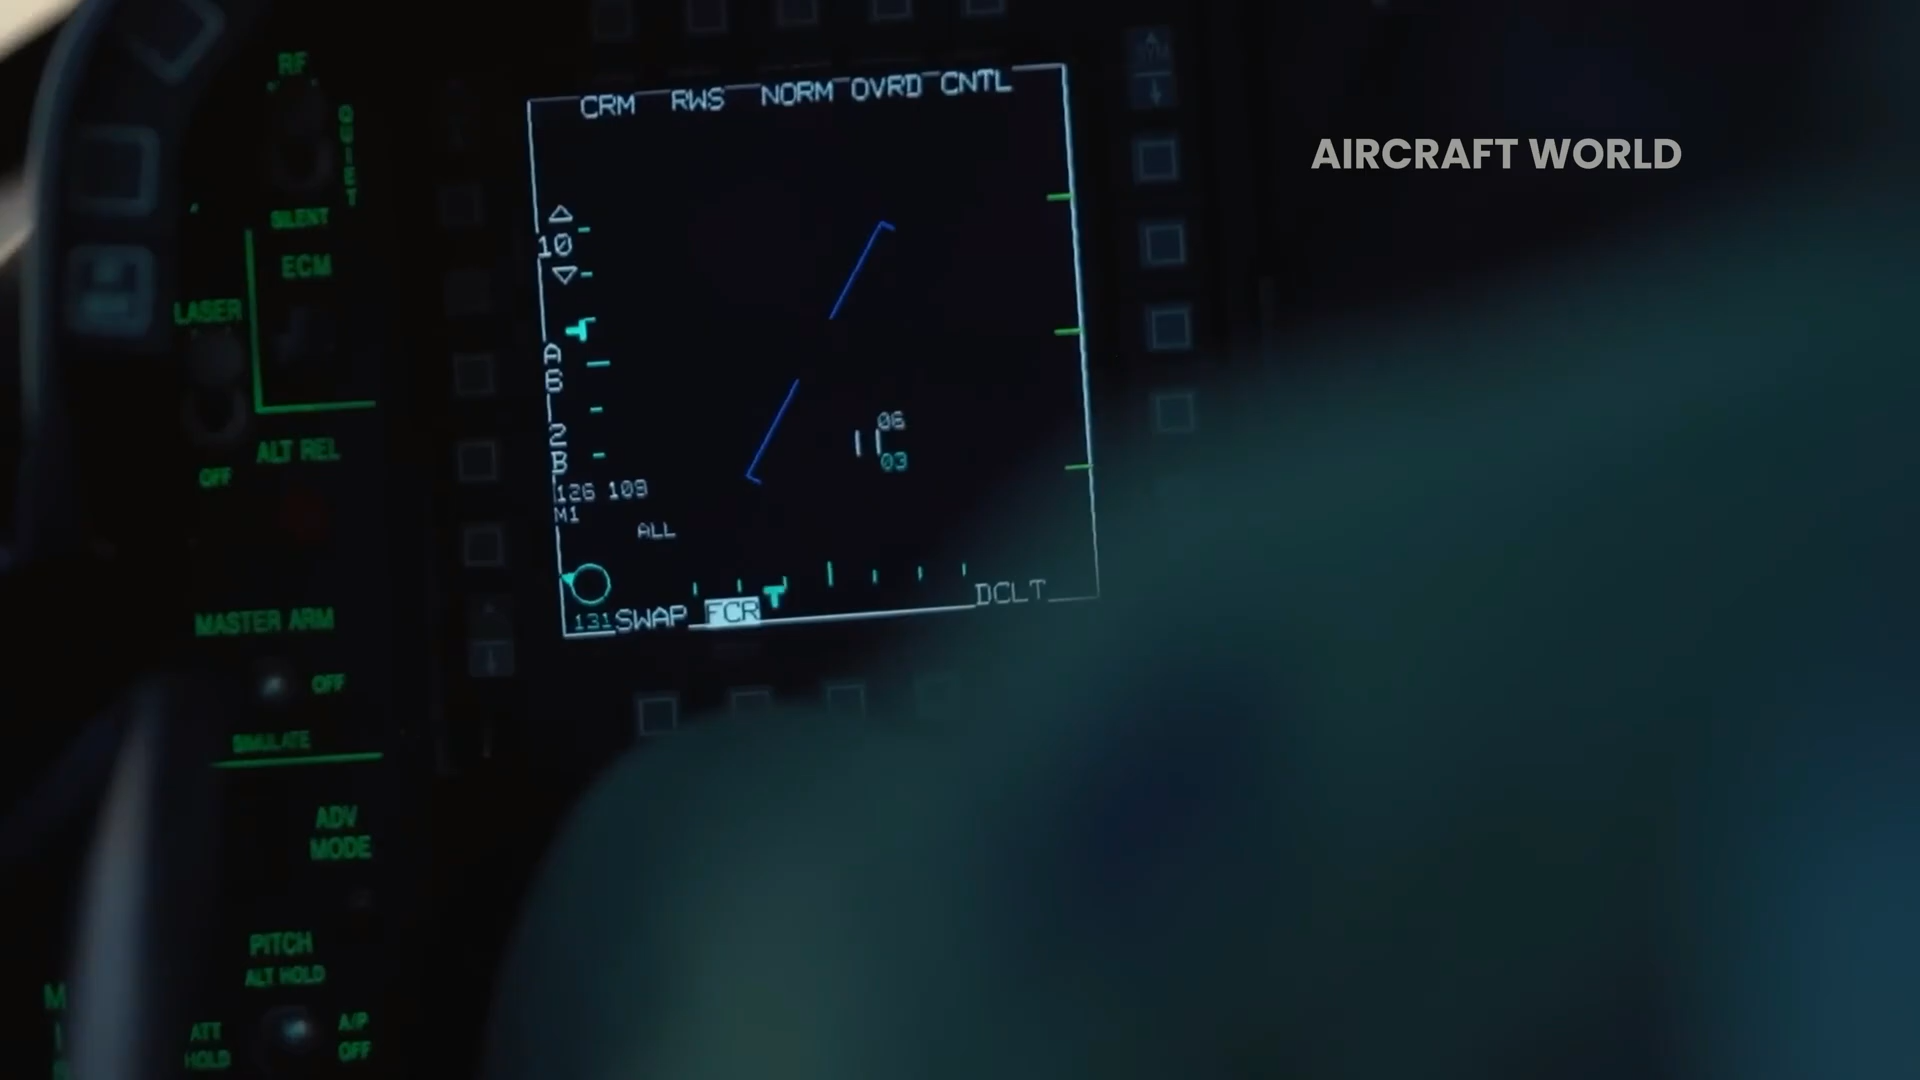 RF
QUIET
SILENT
ECM
LASER
ALT REL
OFF
MASTER ARM
OFF
SIMULATE
ADV
MODE
PITCH
ALT HOLD
ATT
HOLD
A/P
OFF
CRM RWS NORM OVRD CNTL
10
A
6
2
B
126 109
M1
ALL
06
03
131 SWAP FCR DCLT
AIRCRAFT WORLD